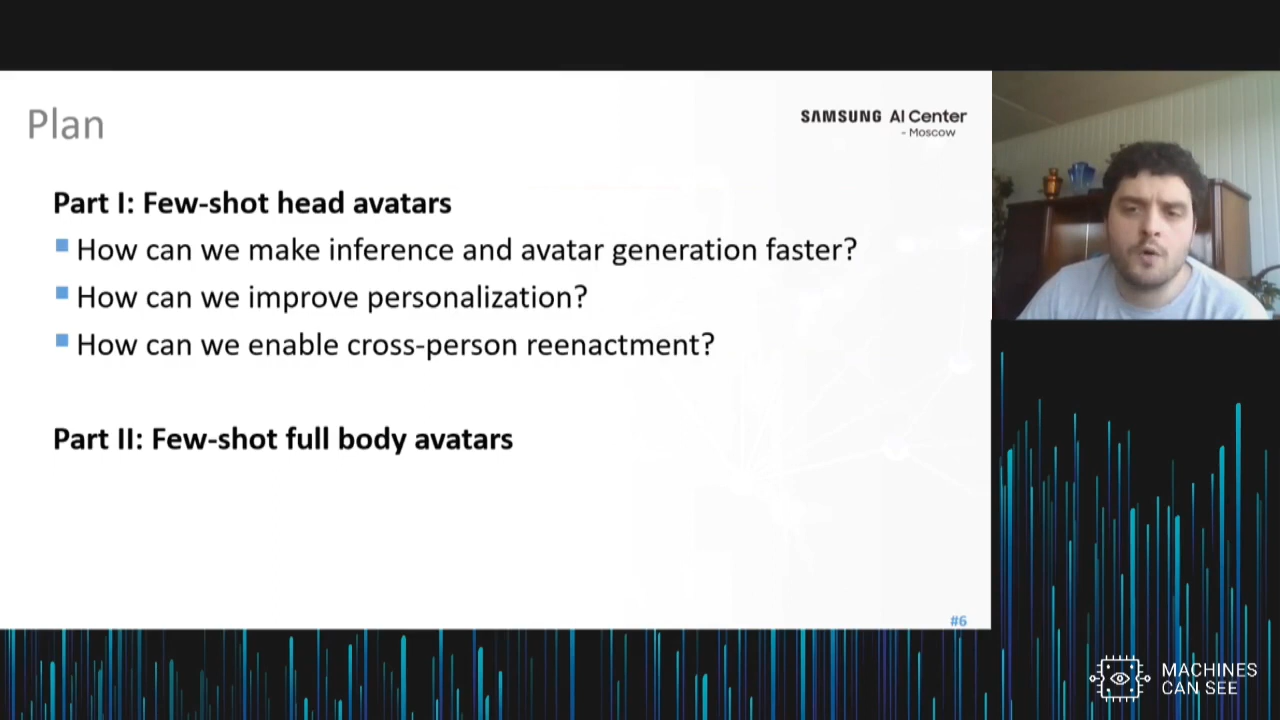 Plan
SAMSUNG AI Center
- Moscow
Part I: Few-shot head avatars
How can we make inference and avatar generation faster?
How can we improve personalization?
How can we enable cross-person reenactment?
Part II: Few-shot full body avatars
#6
MACHINES
CAN SEE